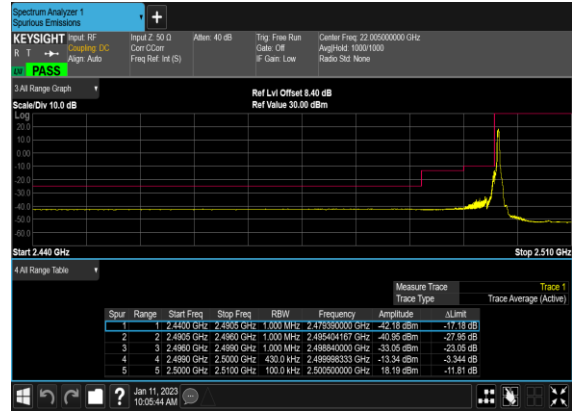 Spectrum Analyzer 1
Spurious Emissions
+
KEYSIGHT Input: RF Input Z: 50 Ω Atten: 40 dB Trig: Free Run Center Freq: 22.005000000 GHz
R T Coupling: DC Corr CCorr Gate: Off Avg|Hold: 1000/1000
Align: Auto Freq Ref: Int (S) IF Gain: Low Radio Std: None
PASS
3 All Range Graph
Ref Lvl Offset 8.40 dB
Scale/Div 10.0 dB Ref Value 30.00 dBm
Log
20.0
10.0
0.00
-10.0
-20.0
-30.0
-40.0
-50.0
-60.0
Start 2.440 GHz Stop 2.510 GHz
4 All Range Table
Measure Trace Trace 1
Trace Type Trace Average (Active)
Spur Range Start Freq Stop Freq RBW Frequency Amplitude ΔLimit
1 1 2.4400 GHz 2.4905 GHz 1.000 MHz 2.479390000 GHz -42.18 dBm -17.18 dB
2 2 2.4905 GHz 2.4960 GHz 1.000 MHz 2.495404167 GHz -40.95 dBm -27.95 dB
3 3 2.4960 GHz 2.4990 GHz 1.000 MHz 2.498840000 GHz -33.05 dBm -23.05 dB
4 4 2.4990 GHz 2.5000 GHz 430.0 kHz 2.499998333 GHz -13.34 dBm -3.344 dB
5 5 2.5000 GHz 2.5100 GHz 100.0 kHz 2.500500000 GHz 18.19 dBm -11.81 dB
?
Jan 11, 2023
10:05:44 AM